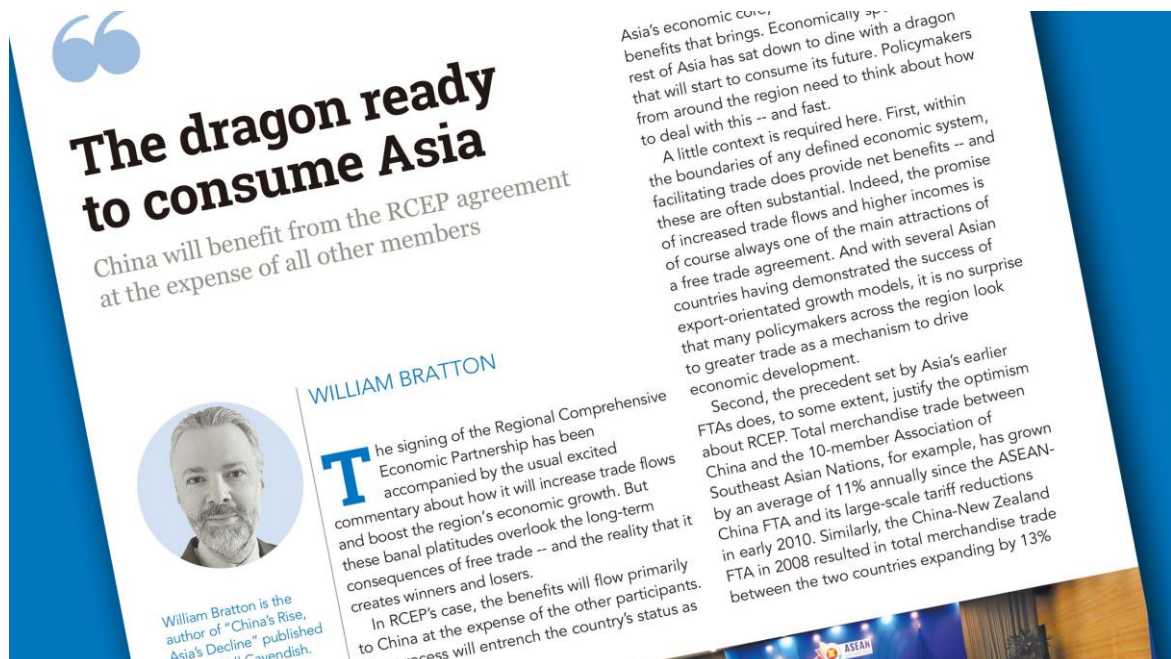 The dragon ready
to consume Asia
China will benefit from the RCEP agreement
at the expense of all other members
WILLIAM BRATTON
William Bratton is the
author of "China's Rise,
Asia's Decline" published
Cavendish.
The signing of the Regional Comprehensive
Economic Partnership has been
accompanied by the usual excited
commentary about how it will increase trade flows
and boost the region's economic growth. But
these banal platitudes overlook the long-term
consequences of free trade -- and the reality that it
creates winners and losers.
In RCEP's case, the benefits will flow primarily
to China at the expense of the other participants.
will entrench the country's status as
Asia's economic
benefits that brings. Economically
rest of Asia has sat down to dine with a dragon
that will start to consume its future. Policymakers
from around the region need to think about how
to deal with this -- and fast.
A little context is required here. First, within
the boundaries of any defined economic system,
facilitating trade does provide net benefits -- and
these are often substantial. Indeed, the promise
of increased trade flows and higher incomes is
of course always one of the main attractions of
a free trade agreement. And with several Asian
countries having demonstrated the success of
export-orientated growth models, it is no surprise
that many policymakers across the region look
to greater trade as a mechanism to drive
economic development.
Second, the precedent set by Asia's earlier
FTAs does, to some extent, justify the optimism
about RCEP. Total merchandise trade between
China and the 10-member Association of
Southeast Asian Nations, for example, has grown
by an average of 11% annually since the ASEAN-
China FTA and its large-scale tariff reductions
in early 2010. Similarly, the China-New Zealand
FTA in 2008 resulted in total merchandise trade
between the two countries expanding by 13%
ASEAN